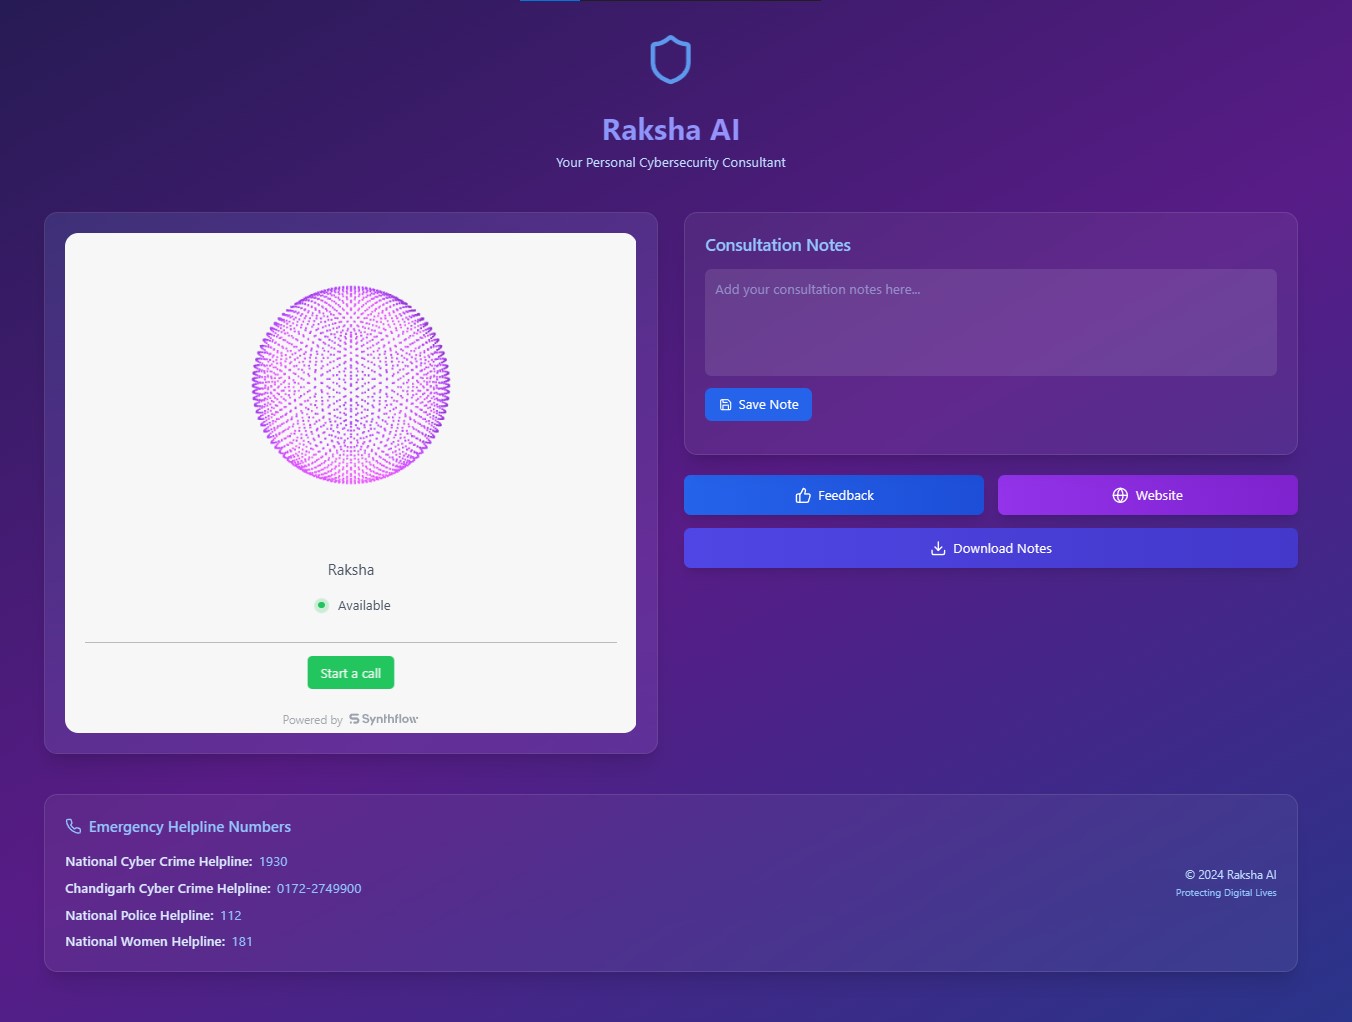 Raksha AI
Your Personal Cybersecurity Consultant
Raksha
Available
Start a call
Powered by Synthflow
Consultation Notes
Add your consultation notes here...
Save Note
Feedback
Website
Download Notes
Emergency Helpline Numbers
National Cyber Crime Helpline: 1930
Chandigarh Cyber Crime Helpline: 0172-2749900
National Police Helpline: 112
National Women Helpline: 181
© 2024 Raksha AI
Protecting Digital Lives